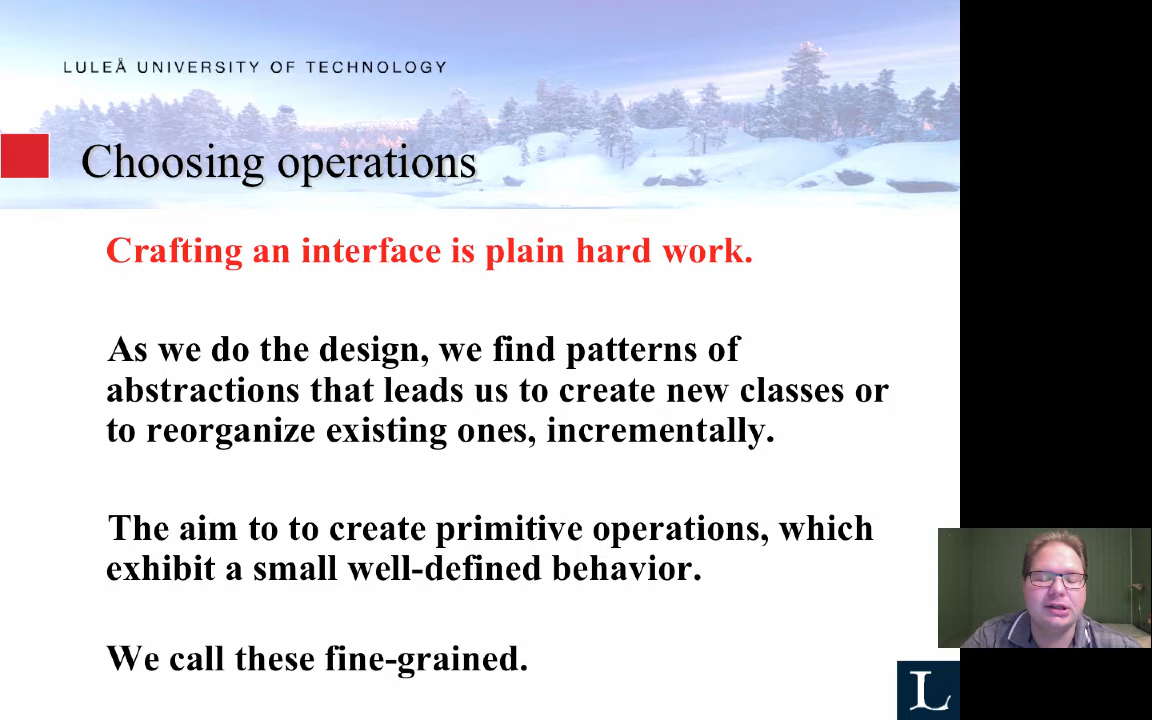 LULEÅ UNIVERSITY OF TECHNOLOGY
Choosing operations
Crafting an interface is plain hard work.
As we do the design, we find patterns of
abstractions that leads us to create new classes or
to reorganize existing ones, incrementally.
The aim to to create primitive operations, which
exhibit a small well-defined behavior.
We call these fine-grained.
L